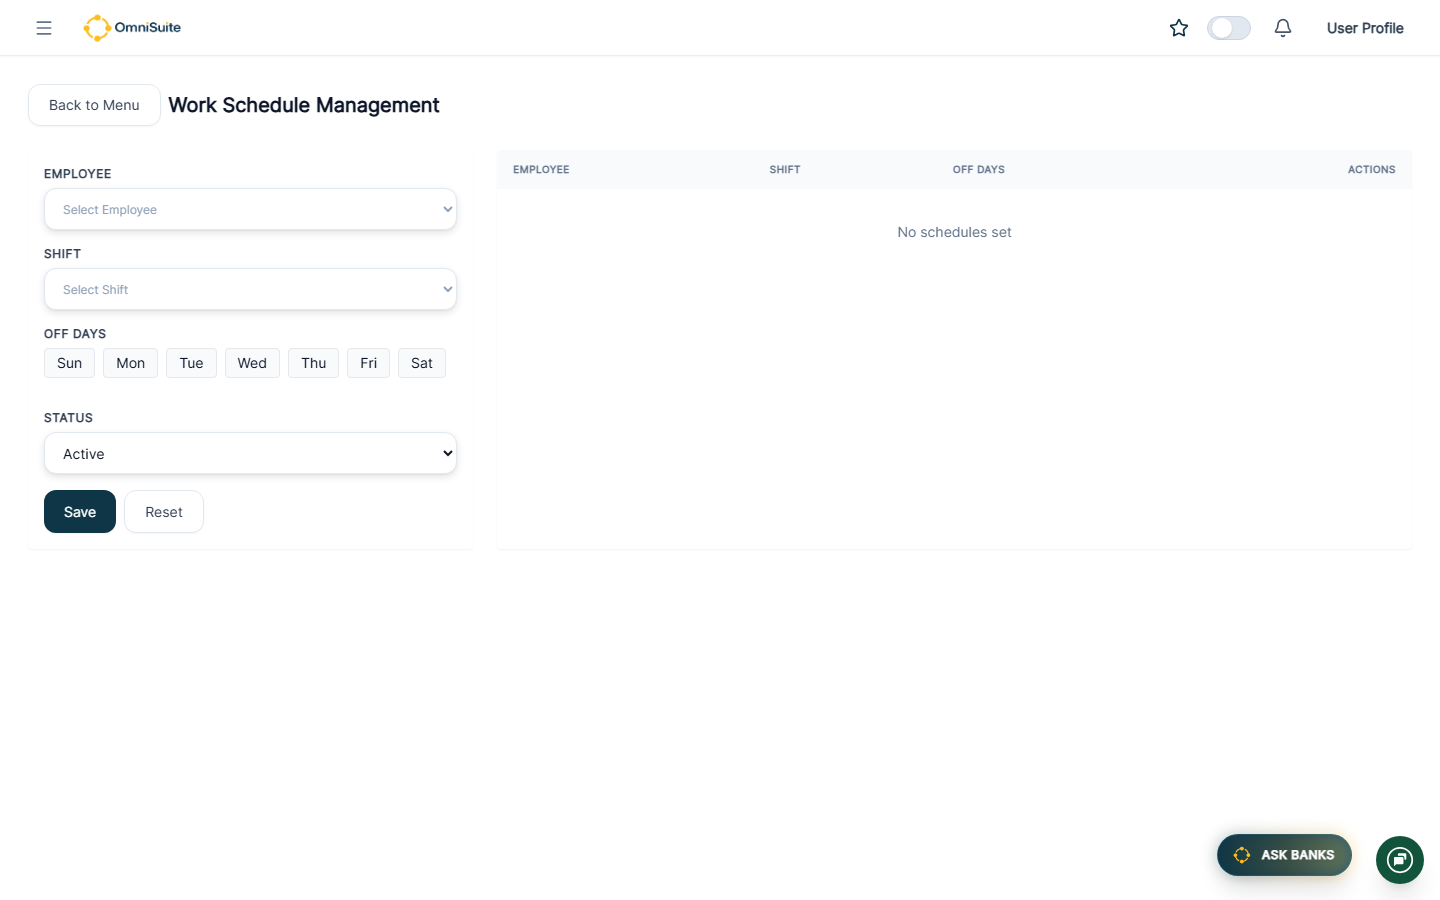 OmniSuite
User Profile
Back to Menu
Work Schedule Management
EMPLOYEE
Select Employee
SHIFT
Select Shift
OFF DAYS
Sun Mon Tue Wed Thu Fri Sat
STATUS
Active
Save
Reset
EMPLOYEE SHIFT OFF DAYS ACTIONS
No schedules set
ASK BANKS